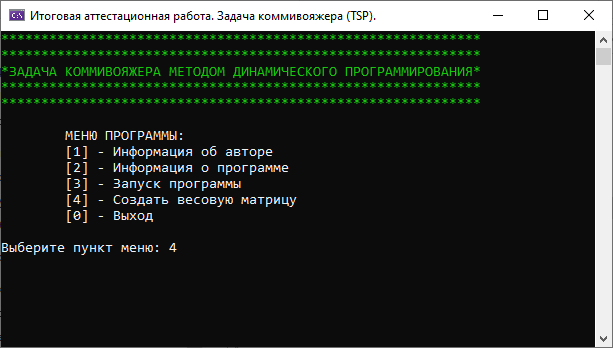 Итоговая аттестационная работа. Задача коммивояжера (TSP).
************************************************************
************************************************************
*ЗАДАЧА КОММИВОЯЖЕРА МЕТОДОМ ДИНАМИЧЕСКОГО ПРОГРАММИРОВАНИЯ*
************************************************************
************************************************************
МЕНЮ ПРОГРАММЫ:
[1] - Информация об авторе
[2] - Информация о программе
[3] - Запуск программы
[4] - Создать весовую матрицу
[0] - Выход
Выберите пункт меню: 4